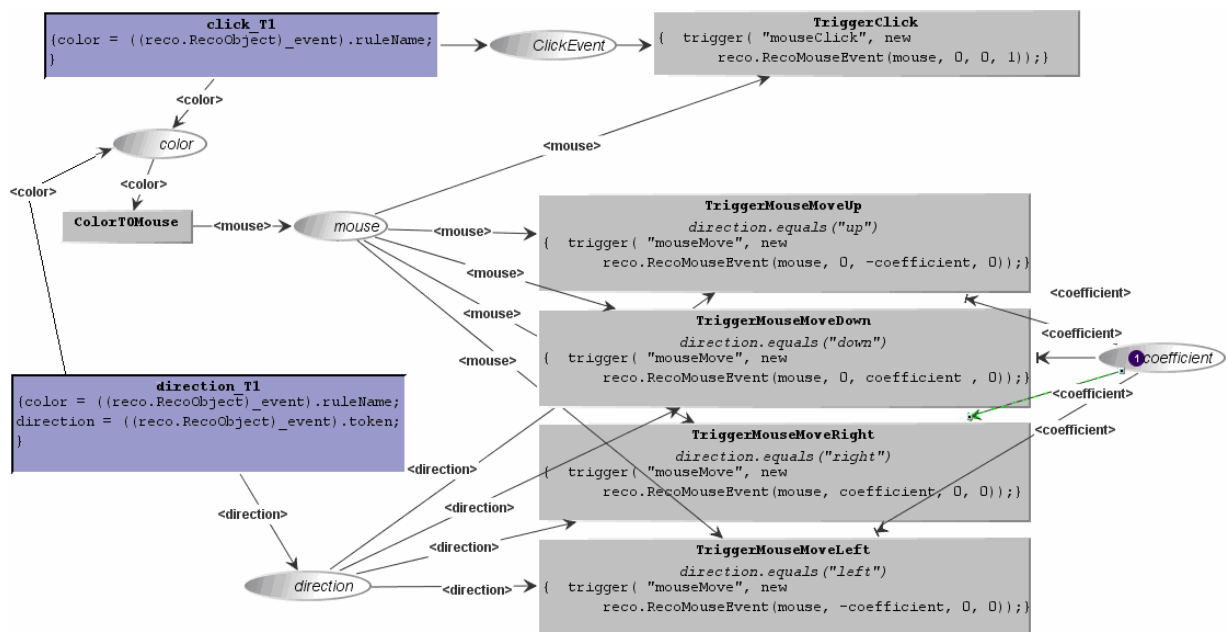 click_T1
{color = ((reco.RecoObject)_event).ruleName;
}
ClickEvent
TriggerClick
{ trigger( "mouseClick", new
reco.RecoMouseEvent(mouse, 0, 0, 1));}
<color>
color
<mouse>
<color>
<color>
ColorTOMouse
<mouse>
mouse
<mouse>
TriggerMouseMoveUp
direction.equals("up")
{ trigger( "mouseMove", new
reco.RecoMouseEvent(mouse, 0, -coefficient, 0));}
<mouse>
<coefficient>
<mouse>
TriggerMouseMoveDown
direction.equals("down")
{ trigger( "mouseMove", new
reco.RecoMouseEvent(mouse, 0, coefficient , 0));}
<coefficient>
1
coefficient
<mouse>
direction_T1
{color = ((reco.RecoObject)_event).ruleName;
direction = ((reco.RecoObject)_event).token;
}
<coefficient>
<coefficient>
TriggerMouseMoveRight
direction.equals("right")
{ trigger( "mouseMove", new
reco.RecoMouseEvent(mouse, coefficient, 0, 0));}
<direction>
<direction>
<direction>
<direction>
TriggerMouseMoveLeft
direction.equals("left")
{ trigger( "mouseMove", new
reco.RecoMouseEvent(mouse, -coefficient, 0, 0));}
direction
<direction>